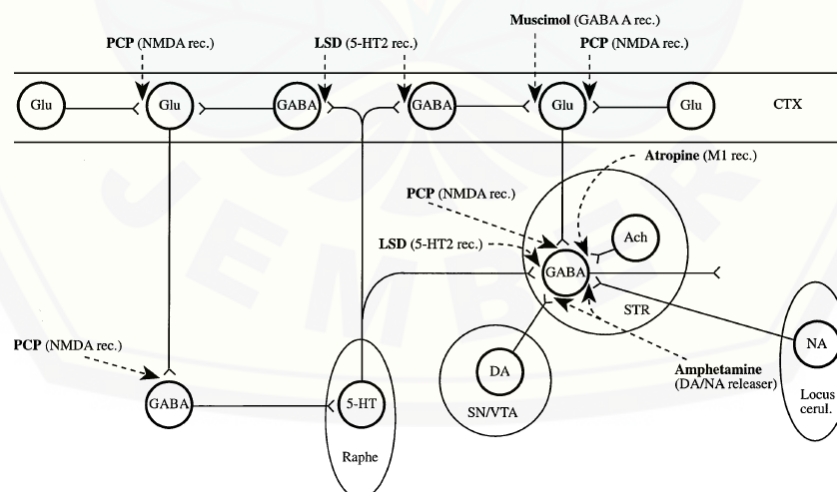 Muscimol (GABA A rec.)
PCP (NMDA rec.)
LSD (5-HT2 rec.)
PCP (NMDA rec.)
Glu
Glu
GABA
GABA
Glu
Glu
CTX
Atropine (M1 rec.)
PCP (NMDA rec.)
LSD (5-HT2 rec.)
Ach
GABA
STR
PCP (NMDA rec.)
NA
DA
Amphetamine
(DA/NA releaser)
SN/VTA
Locus
cerul.
GABA
5-HT
Raphe
JEMBER